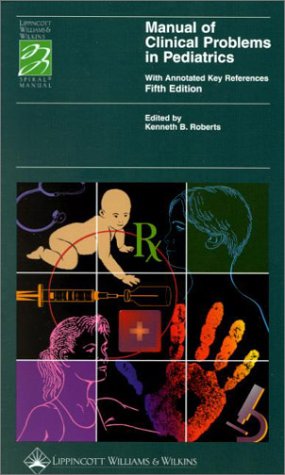 LIPPINCOTT
WILLIAMS &
WILKINS
SPIRAL®
MANUAL
Manual of
Clinical Problems
in Pediatrics
With Annotated Key References
Fifth Edition
Edited by
Kenneth B. Roberts
Rx
LIPPINCOTT WILLIAMS & WILKINS